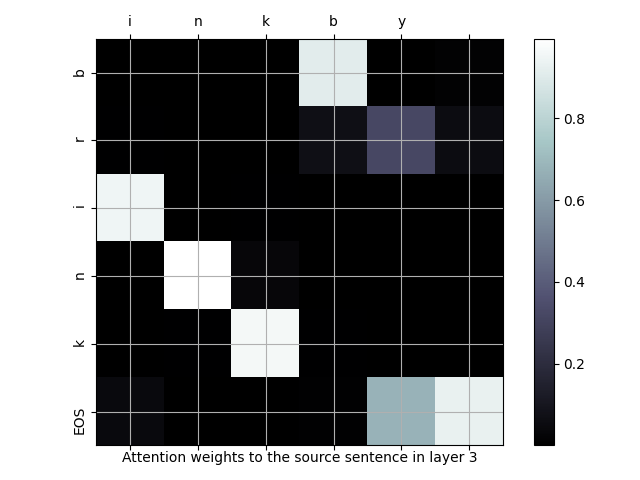 i n k b y
b
r
i
n
k
EOS
0.8
0.6
0.4
0.2
Attention weights to the source sentence in layer 3